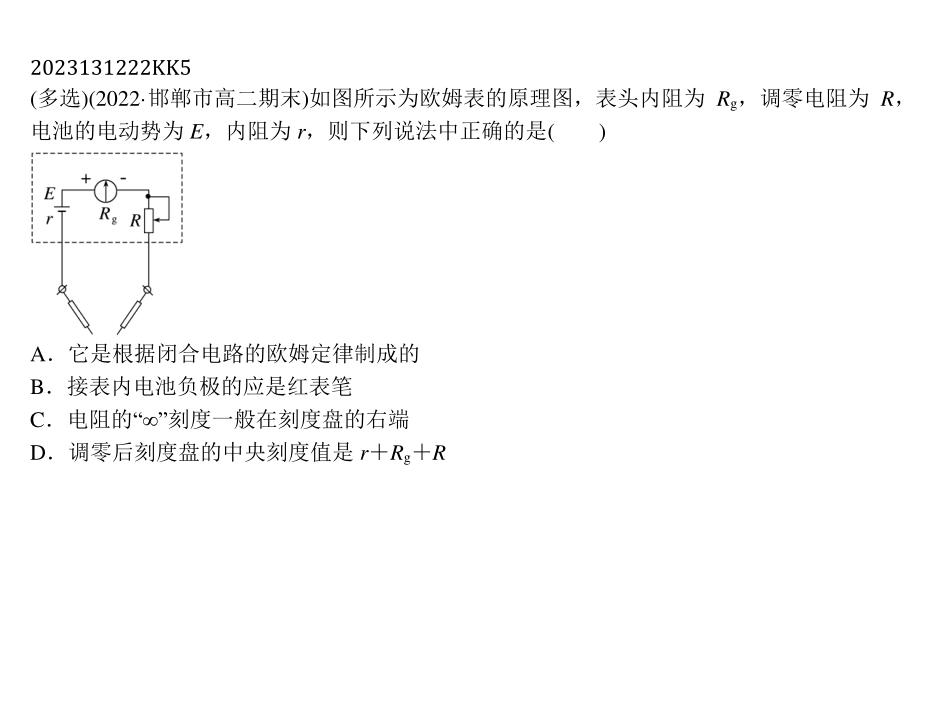 2023131222KK5
(多选)(2022·邯郸市高二期末)如图所示为欧姆表的原理图，表头内阻为 Rg，调零电阻为 R，
电池的电动势为 E，内阻为 r，则下列说法中正确的是(　　)
+ -
E
r Rg R
A．它是根据闭合电路的欧姆定律制成的
B．接表内电池负极的应是红表笔
C．电阻的“∞”刻度一般在刻度盘的右端
D．调零后刻度盘的中央刻度值是 r＋Rg＋R